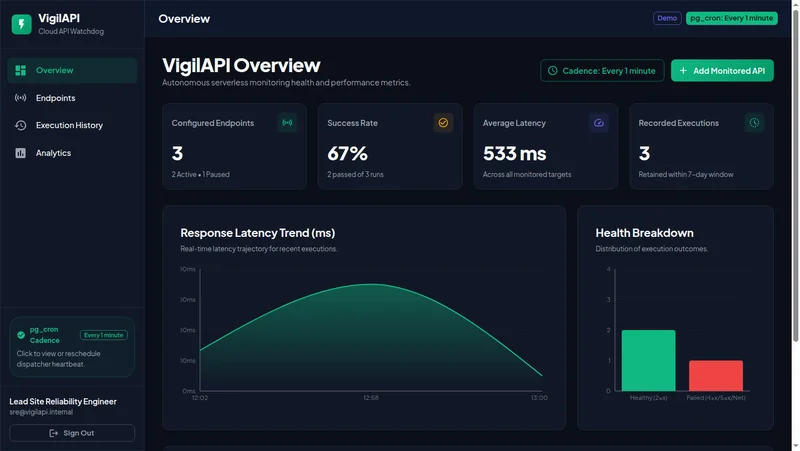 VigilAPI
Cloud API Watchdog
Overview
Endpoints
Execution History
Analytics
pg_cron Cadence
Every 1 minute
Click to view or reschedule
dispatcher heartbeat.
Lead Site Reliability Engineer
sre@vigilapi.internal
Sign Out
Overview
Demo
pg_cron: Every 1 minute
VigilAPI Overview
Autonomous serverless monitoring health and performance metrics.
Cadence: Every 1 minute
Add Monitored API
Configured Endpoints
3
2 Active • 1 Paused
Success Rate
67%
2 passed of 3 runs
Average Latency
533 ms
Across all monitored targets
Recorded Executions
3
Retained within 7-day window
Response Latency Trend (ms)
Real-time latency trajectory for recent executions.
0ms
12:02
12:58
13:00
Health Breakdown
Distribution of execution outcomes.
4
3
2
1
0
Healthy (2xx)
Failed (4xx/5xx/Net)